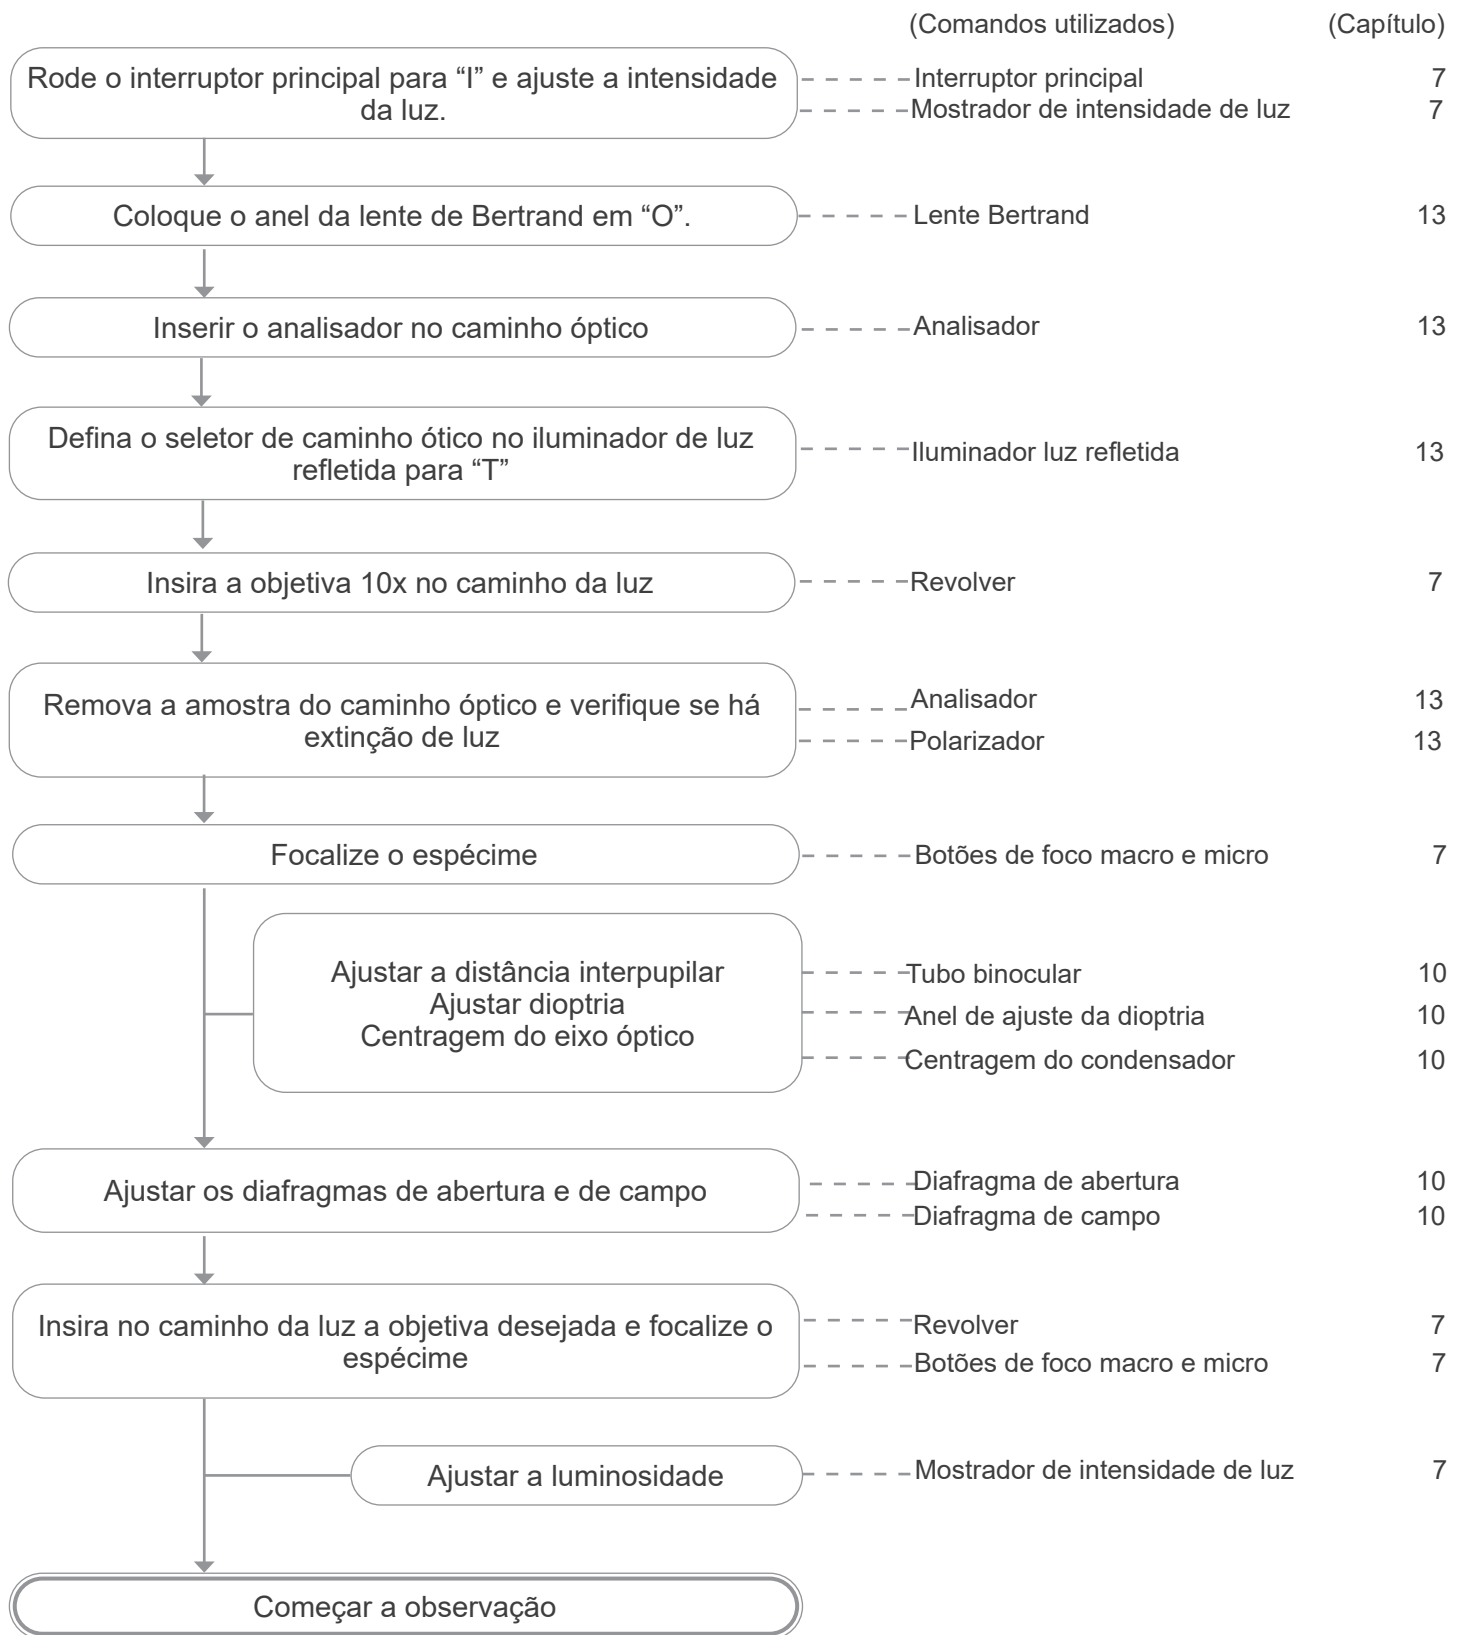 (Comandos utilizados) (Capítulo)
Rode o interruptor principal para “I” e ajuste a intensidade
da luz.
Interruptor principal 7
Mostrador de intensidade de luz 7
Coloque o anel da lente de Bertrand em “O”.
Lente Bertrand 13
Inserir o analisador no caminho óptico
Analisador 13
Defina o seletor de caminho ótico no iluminador de luz
refletida para “T”
Iluminador luz refletida 13
Insira a objetiva 10x no caminho da luz
Revolver 7
Remova a amostra do caminho óptico e verifique se há
extinção de luz
Analisador 13
Polarizador 13
Focalize o espécime
Botões de foco macro e micro 7
Ajustar a distância interpupilar
Ajustar dioptria
Centragem do eixo óptico
Tubo binocular 10
Anel de ajuste da dioptria 10
Centragem do condensador 10
Ajustar os diafragmas de abertura e de campo
Diafragma de abertura 10
Diafragma de campo 10
Insira no caminho da luz a objetiva desejada e focalize o
espécime
Revolver 7
Botões de foco macro e micro 7
Ajustar a luminosidade
Mostrador de intensidade de luz 7
Começar a observação